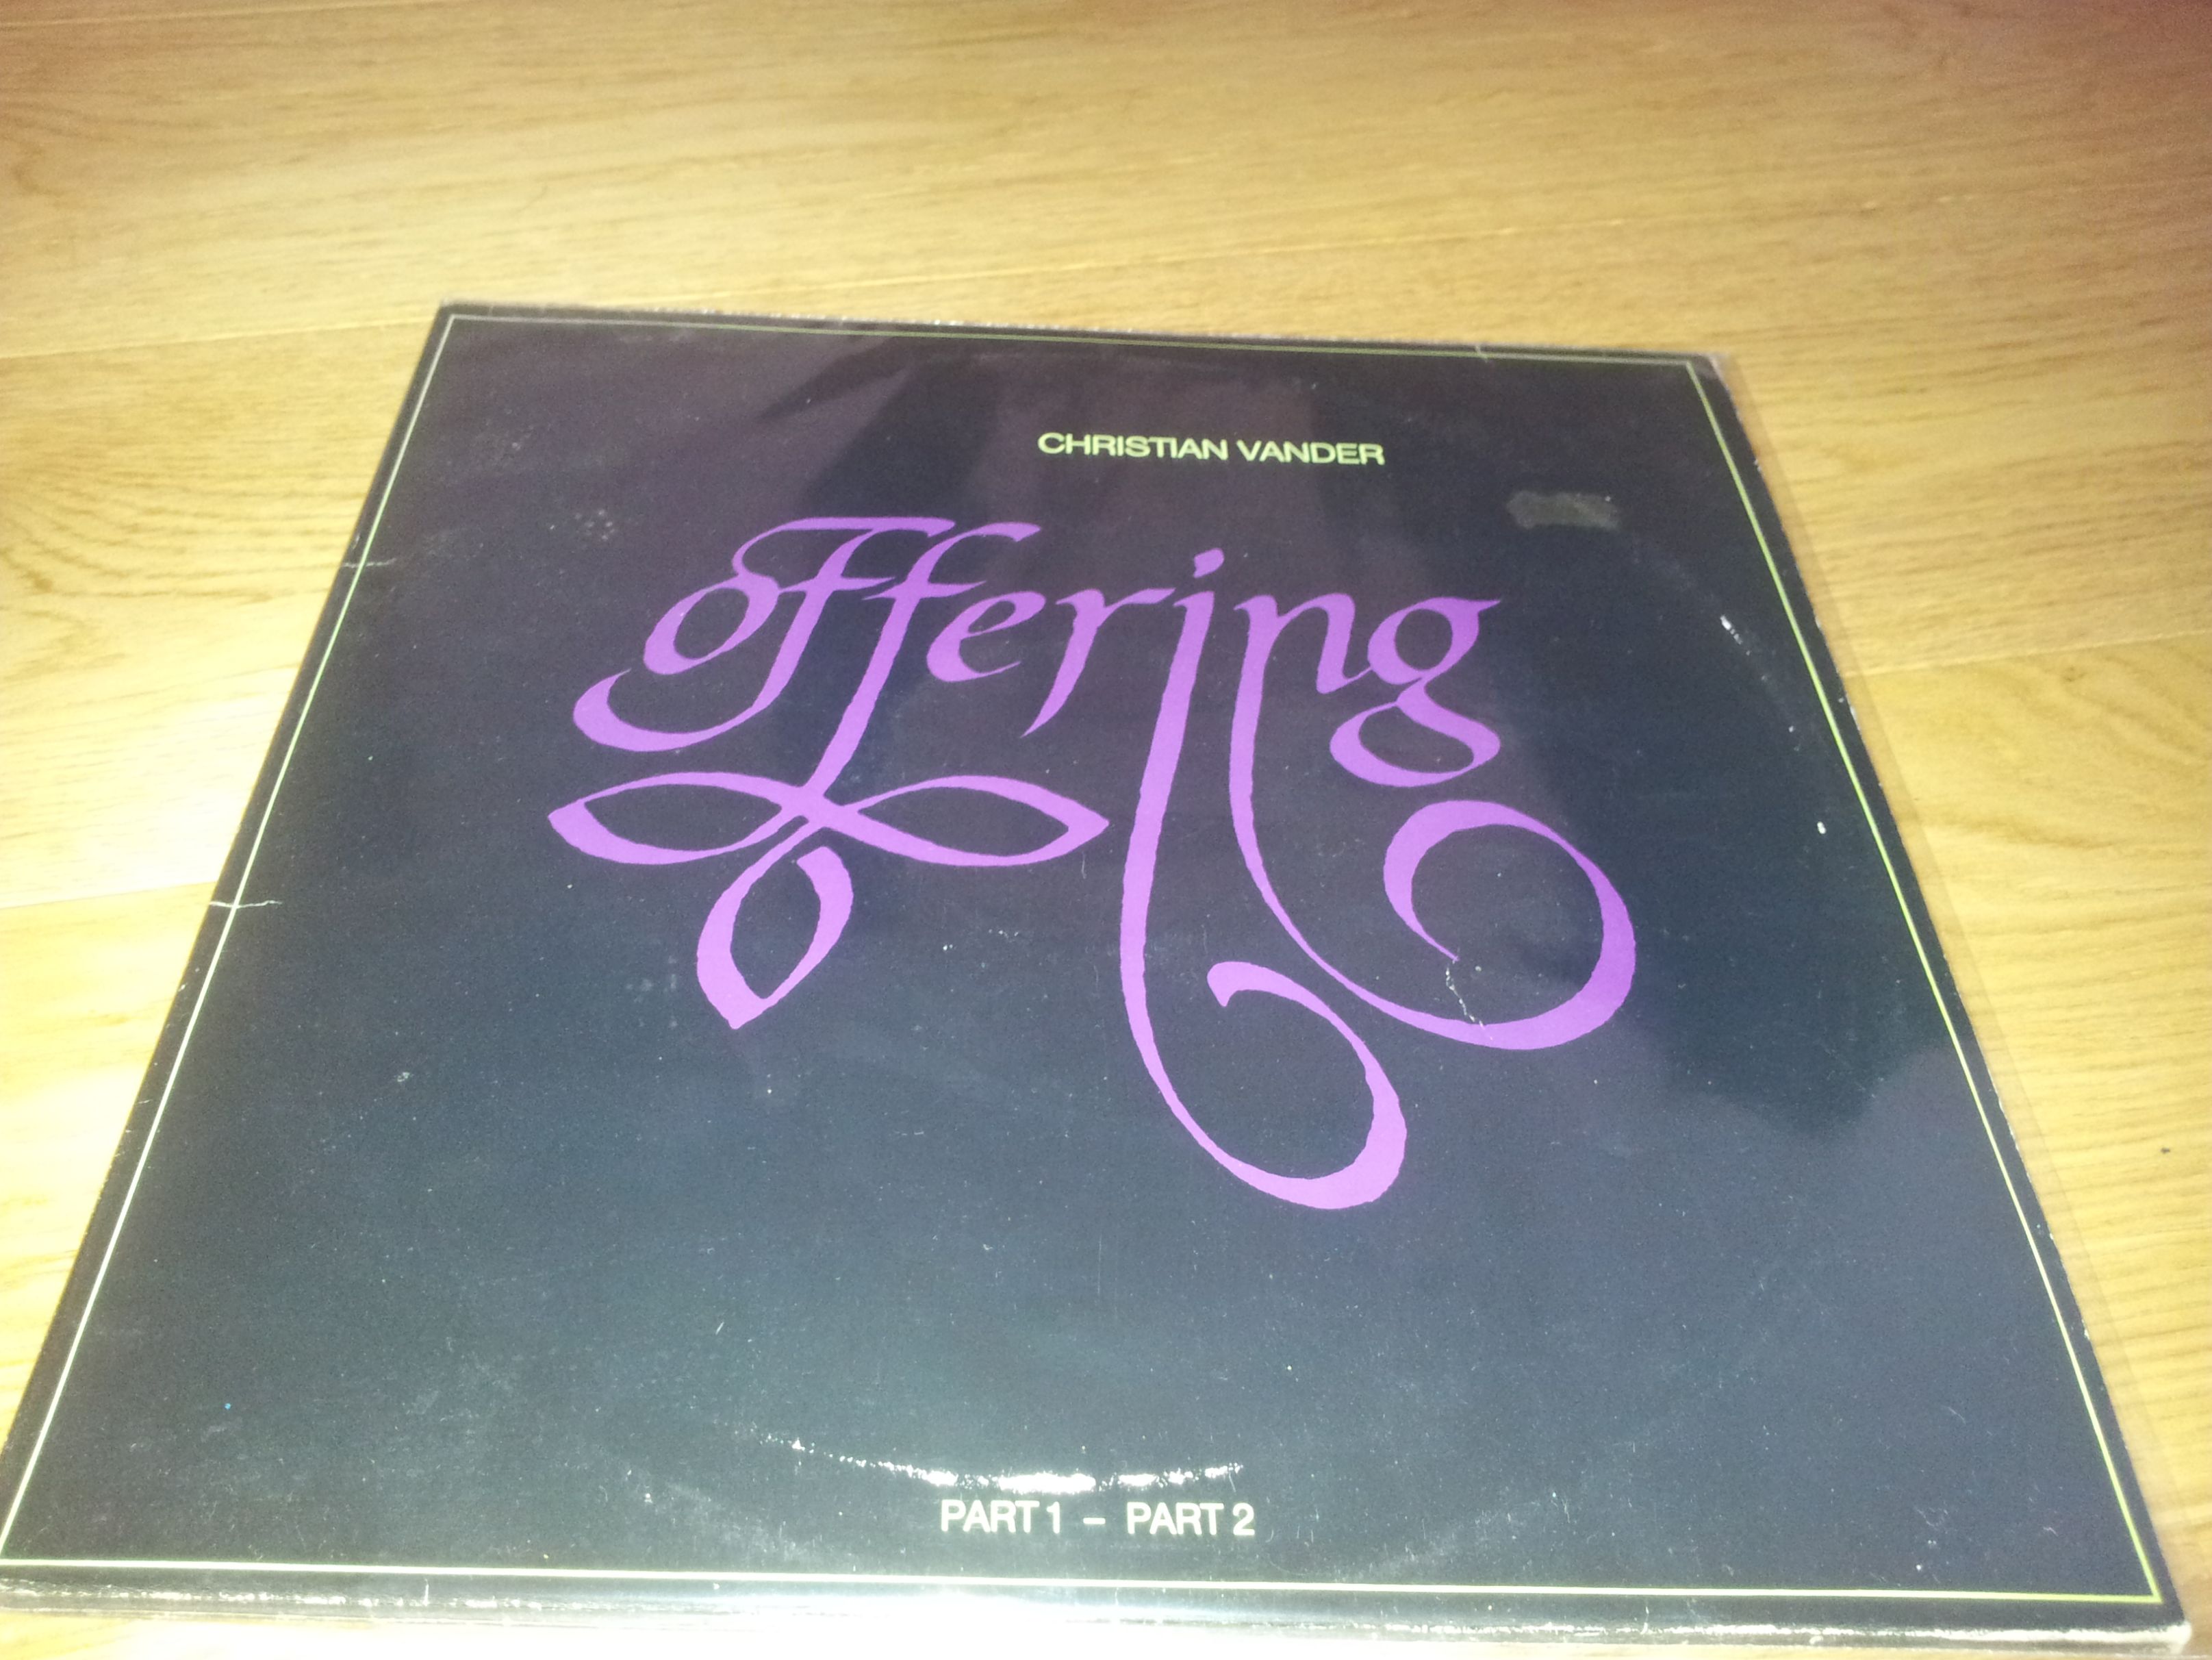 CHRISTIAN VANDER
offering
PART 1 – PART 2